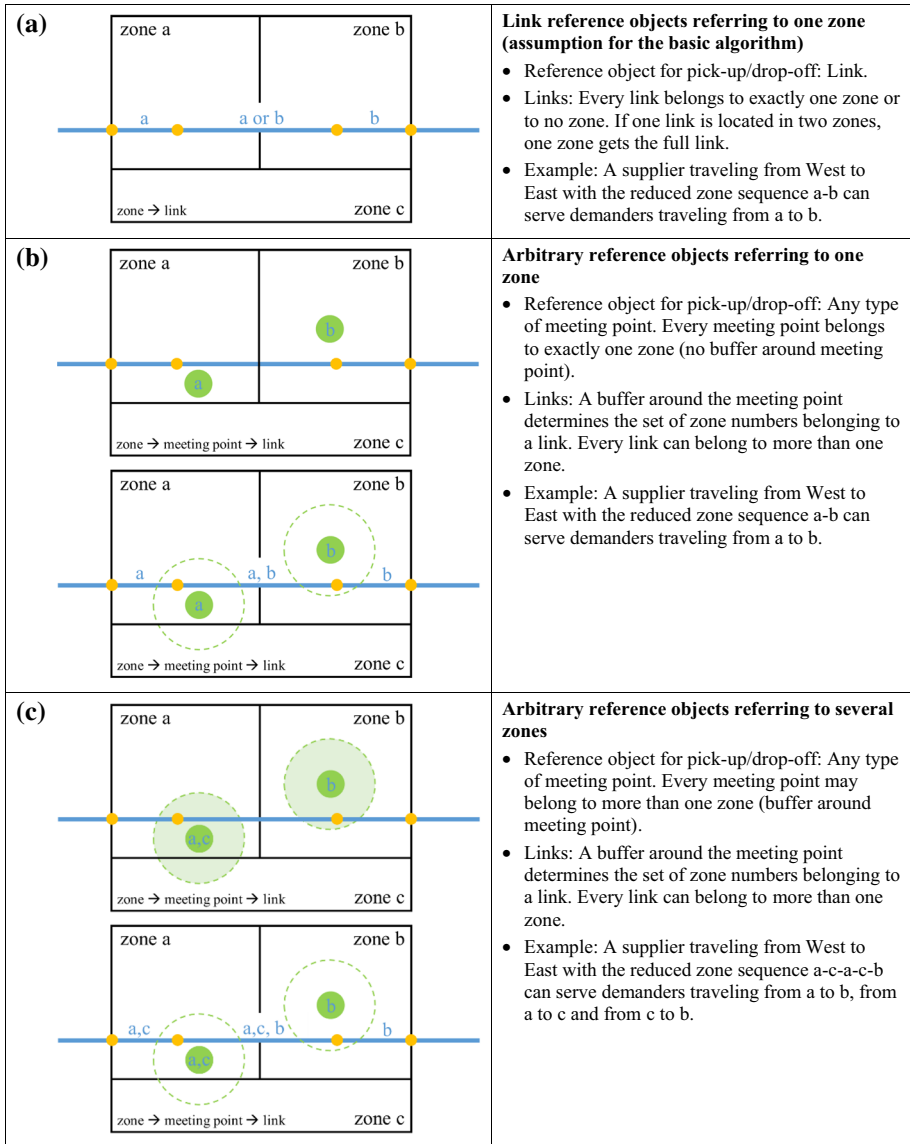 (a)
zone a
zone b
a
a or b
b
zone → link
zone c
Link reference objects referring to one zone
(assumption for the basic algorithm)
• Reference object for pick-up/drop-off: Link.
• Links: Every link belongs to exactly one zone or
to no zone. If one link is located in two zones,
one zone gets the full link.
• Example: A supplier traveling from West to
East with the reduced zone sequence a-b can
serve demanders traveling from a to b.
(b)
zone a
zone b
b
a
zone → meeting point → link
zone c
zone a
zone b
b
a
a, b
b
a
zone → meeting point → link
zone c
Arbitrary reference objects referring to one
zone
• Reference object for pick-up/drop-off: Any type
of meeting point. Every meeting point belongs
to exactly one zone (no buffer around meeting
point).
• Links: A buffer around the meeting point
determines the set of zone numbers belonging to
a link. Every link can belong to more than one
zone.
• Example: A supplier traveling from West to
East with the reduced zone sequence a-b can
serve demanders traveling from a to b.
(c)
zone a
zone b
b
a,c
zone → meeting point → link
zone c
zone a
zone b
b
a,c
a,c, b
b
a,c
zone → meeting point → link
zone c
Arbitrary reference objects referring to several
zones
• Reference object for pick-up/drop-off: Any type
of meeting point. Every meeting point may
belong to more than one zone (buffer around
meeting point).
• Links: A buffer around the meeting point
determines the set of zone numbers belonging to
a link. Every link can belong to more than one
zone.
• Example: A supplier traveling from West to
East with the reduced zone sequence a-c-a-c-b
can serve demanders traveling from a to b, from
a to c and from c to b.